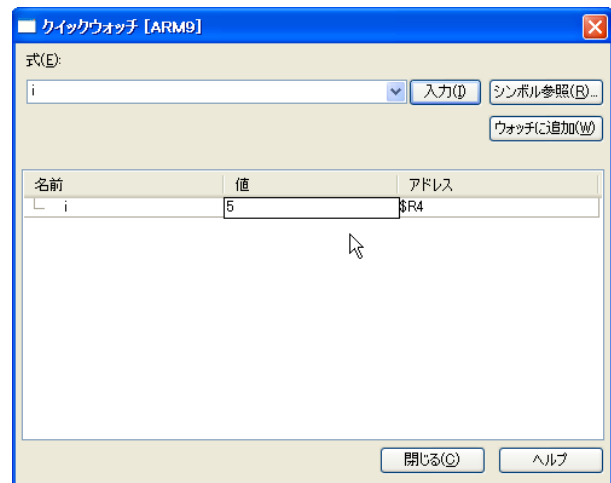 クイックウォッチ [ARM9]
式(E):
i 入力(I) シンボル参照(R)...
ウォッチに追加(W)
名前 値 アドレス
i 5 $R4
閉じる(C) ヘルプ